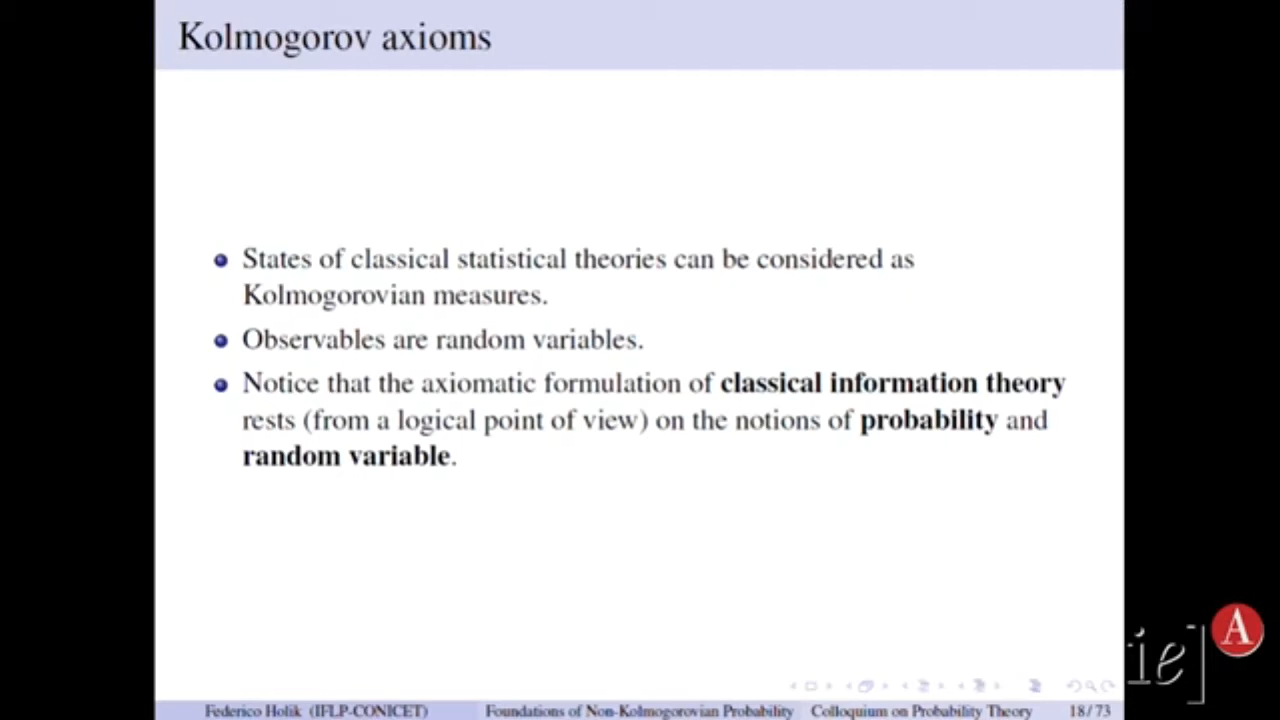 Kolmogorov axioms
States of classical statistical theories can be considered as
Kolmogorovian measures.
Observables are random variables.
Notice that the axiomatic formulation of classical information theory
rests (from a logical point of view) on the notions of probability and
random variable.
Federico Holik (IFLP-CONICET) Foundations of Non-Kolmogorovian Probability Colloquium on Probability Theory 18/73
ie]
A